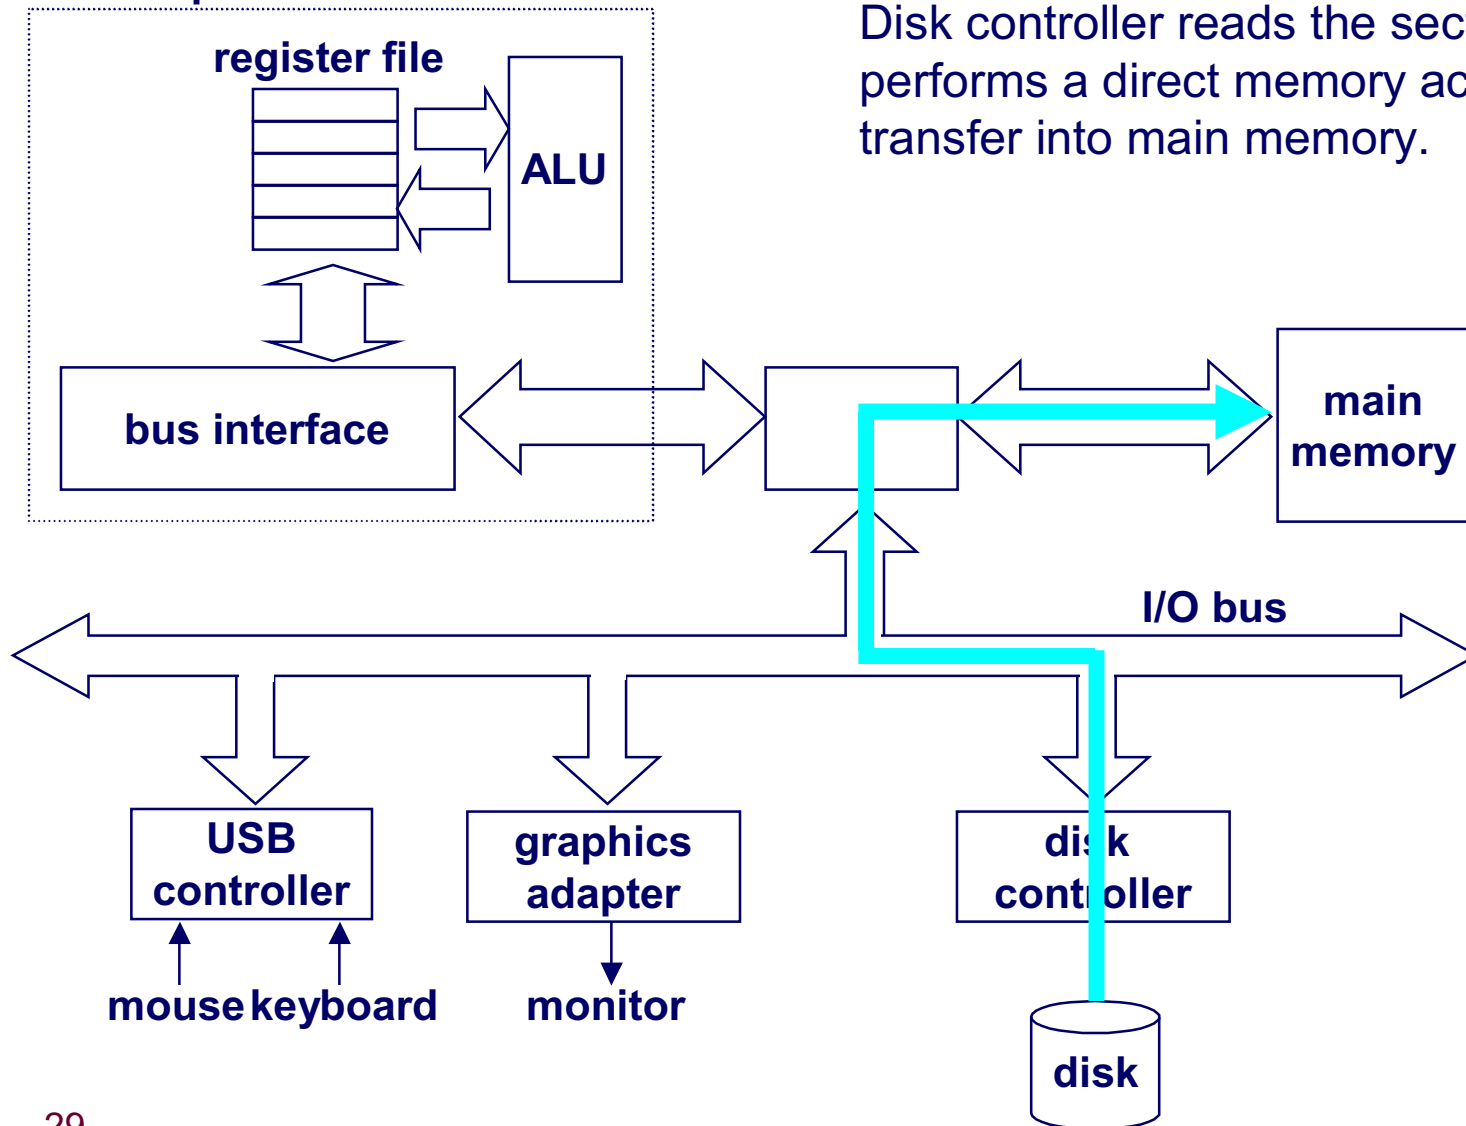 Disk controller reads the sec
performs a direct memory ac
transfer into main memory.
register file
ALU
bus interface
main
memory
I/O bus
USB
controller
graphics
adapter
disk
controller
mouse keyboard
monitor
disk
29